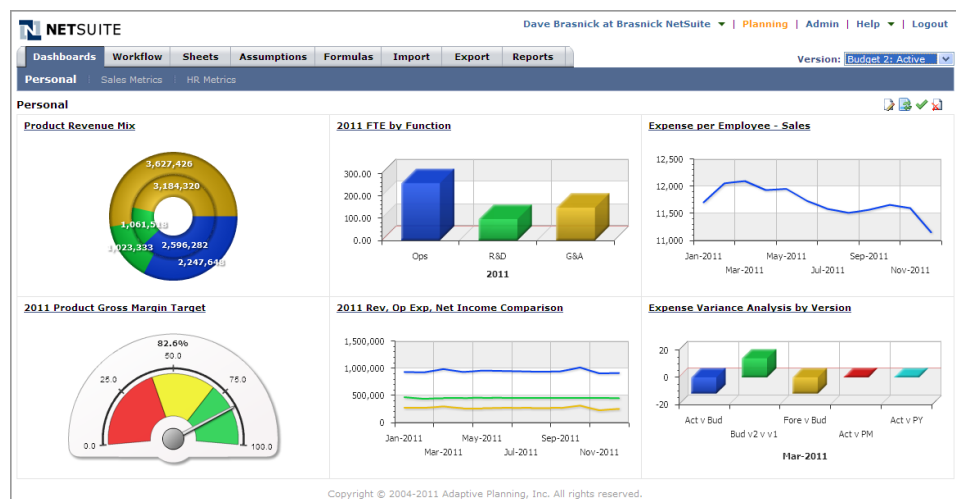 NETSUITE
Dave Brasnick at Brasnick NetSuite | Planning | Admin | Help | Logout
Dashboards Workflow Sheets Assumptions Formulas Import Export Reports
Version: Budget 2: Active
Personal | Sales Metrics | HR Metrics
Personal
Product Revenue Mix
3,627,426
3,184,320
1,061,518
1,023,333
2,596,282
2,247,648
2011 FTE by Function
300.00
200.00
100.00
0.00
Ops R&D G&A
2011
Expense per Employee - Sales
12,500
12,000
11,500
11,000
Jan-2011 May-2011 Sep-2011
Mar-2011 Jul-2011 Nov-2011
2011 Product Gross Margin Target
82.6%
50.0
25.0 75.0
0.0 100.0
2011 Rev, Op Exp, Net Income Comparison
1,500,000
1,000,000
500,000
0
Jan-2011 May-2011 Sep-2011
Mar-2011 Jul-2011 Nov-2011
Expense Variance Analysis by Version
20
0
-20
Act v Bud Fore v Bud Act v PY
Bud v2 v v1 Act v PM
Mar-2011
Copyright © 2004-2011 Adaptive Planning, Inc. All rights reserved.